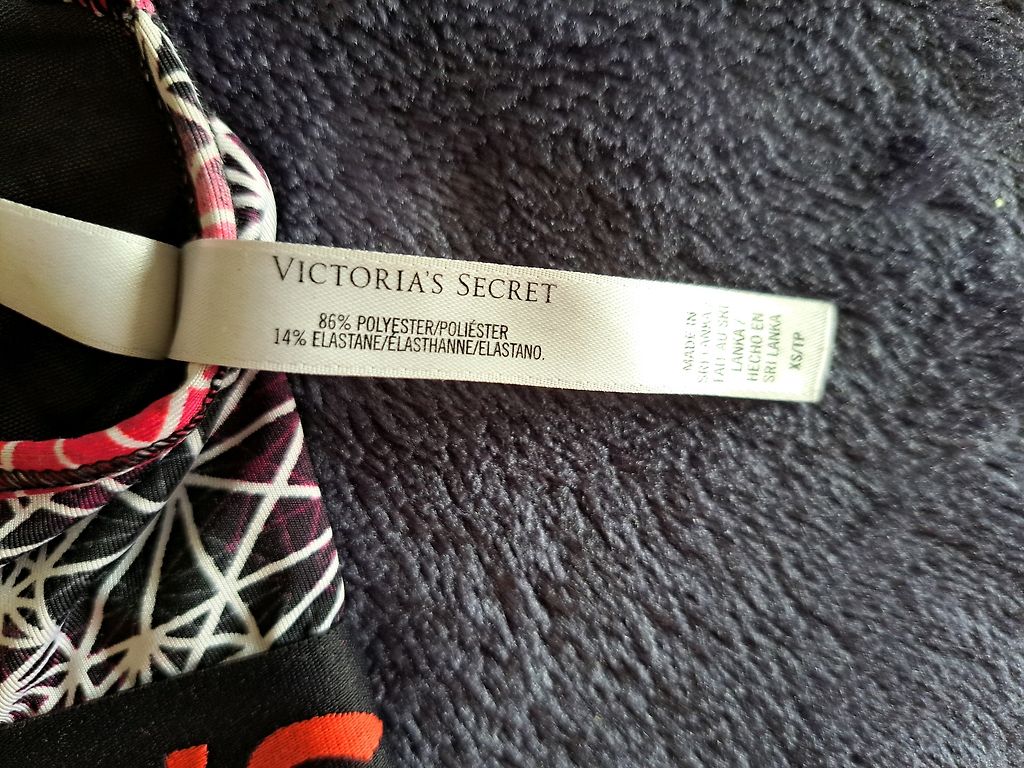 VICTORIA'S SECRET
86% POLYESTER/POLIÉSTER
14% ELASTANE/ÉLASTHANNE/ELASTANO.
MADE IN
SRI LANKA /
FAIT AU SRI
LANKA /
HECHO EN
SRI LANKA
XS/TP